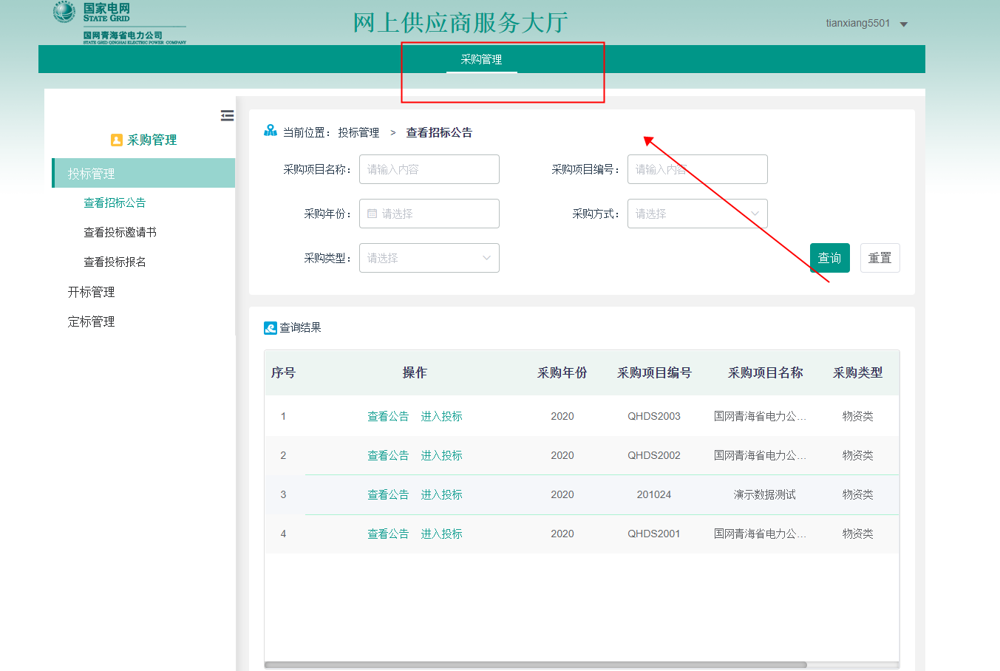 国家电网
STATE GRID
国网青海省电力公司
STATE GRID QINGHAI ELECTRIC POWER COMPANY
网上供应商服务大厅
tianxiang5501
采购管理
采购管理
投标管理
查看招标公告
查看投标邀请书
查看投标报名
开标管理
定标管理
当前位置： 投标管理 > 查看招标公告
采购项目名称： 请输入内容 采购项目编号： 请输入内容
采购年份： 请选择 采购方式： 请选择
采购类型： 请选择 查询 重置
查询结果
序号 操作 采购年份 采购项目编号 采购项目名称 采购类型
1 查看公告 进入投标 2020 QHDS2003 国网青海省电力公... 物资类
2 查看公告 进入投标 2020 QHDS2002 国网青海省电力公... 物资类
3 查看公告 进入投标 2020 201024 演示数据测试 物资类
4 查看公告 进入投标 2020 QHDS2001 国网青海省电力公... 物资类